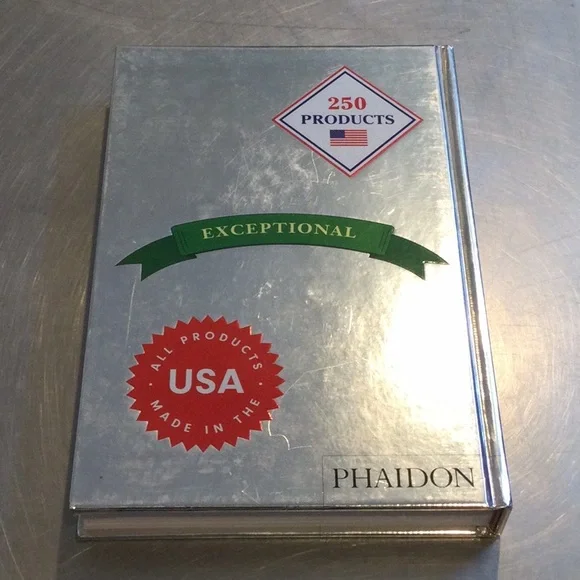 250
PRODUCTS
EXCEPTIONAL
ALL PRODUCTS
USA
MADE IN THE
PHAIDON